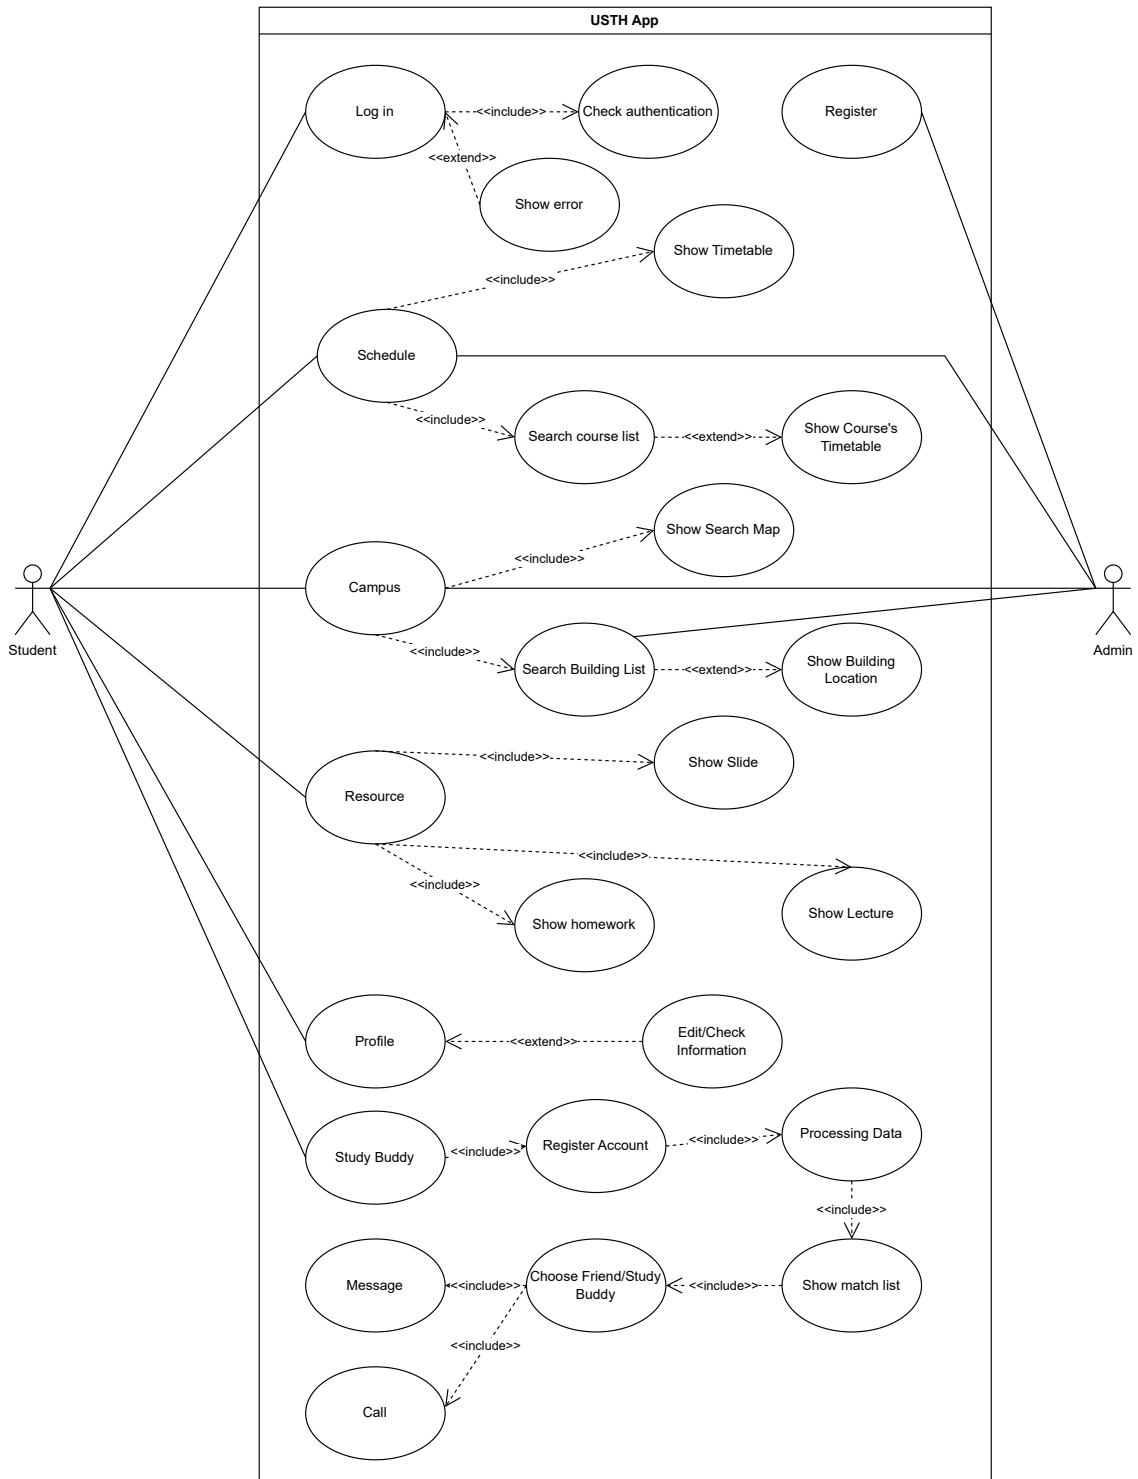 USTH App
Log in
<<include>>
Check authentication
Register
<<extend>>
Show error
Show Timetable
<<include>>
Schedule
<<include>>
Search course list
<<extend>>
Show Course's
Timetable
Show Search Map
<<include>>
Campus
Student
Admin
<<include>>
Search Building List
<<extend>>
Show Building
Location
<<include>>
Show Slide
Resource
<<include>>
<<include>>
Show homework
Show Lecture
Profile
<<extend>>
Edit/Check
Information
Study Buddy
<<include>>
Register Account
<<include>>
Processing Data
<<include>>
Message
<<include>>
Choose Friend/Study
Buddy
<<include>>
Show match list
<<include>>
Call